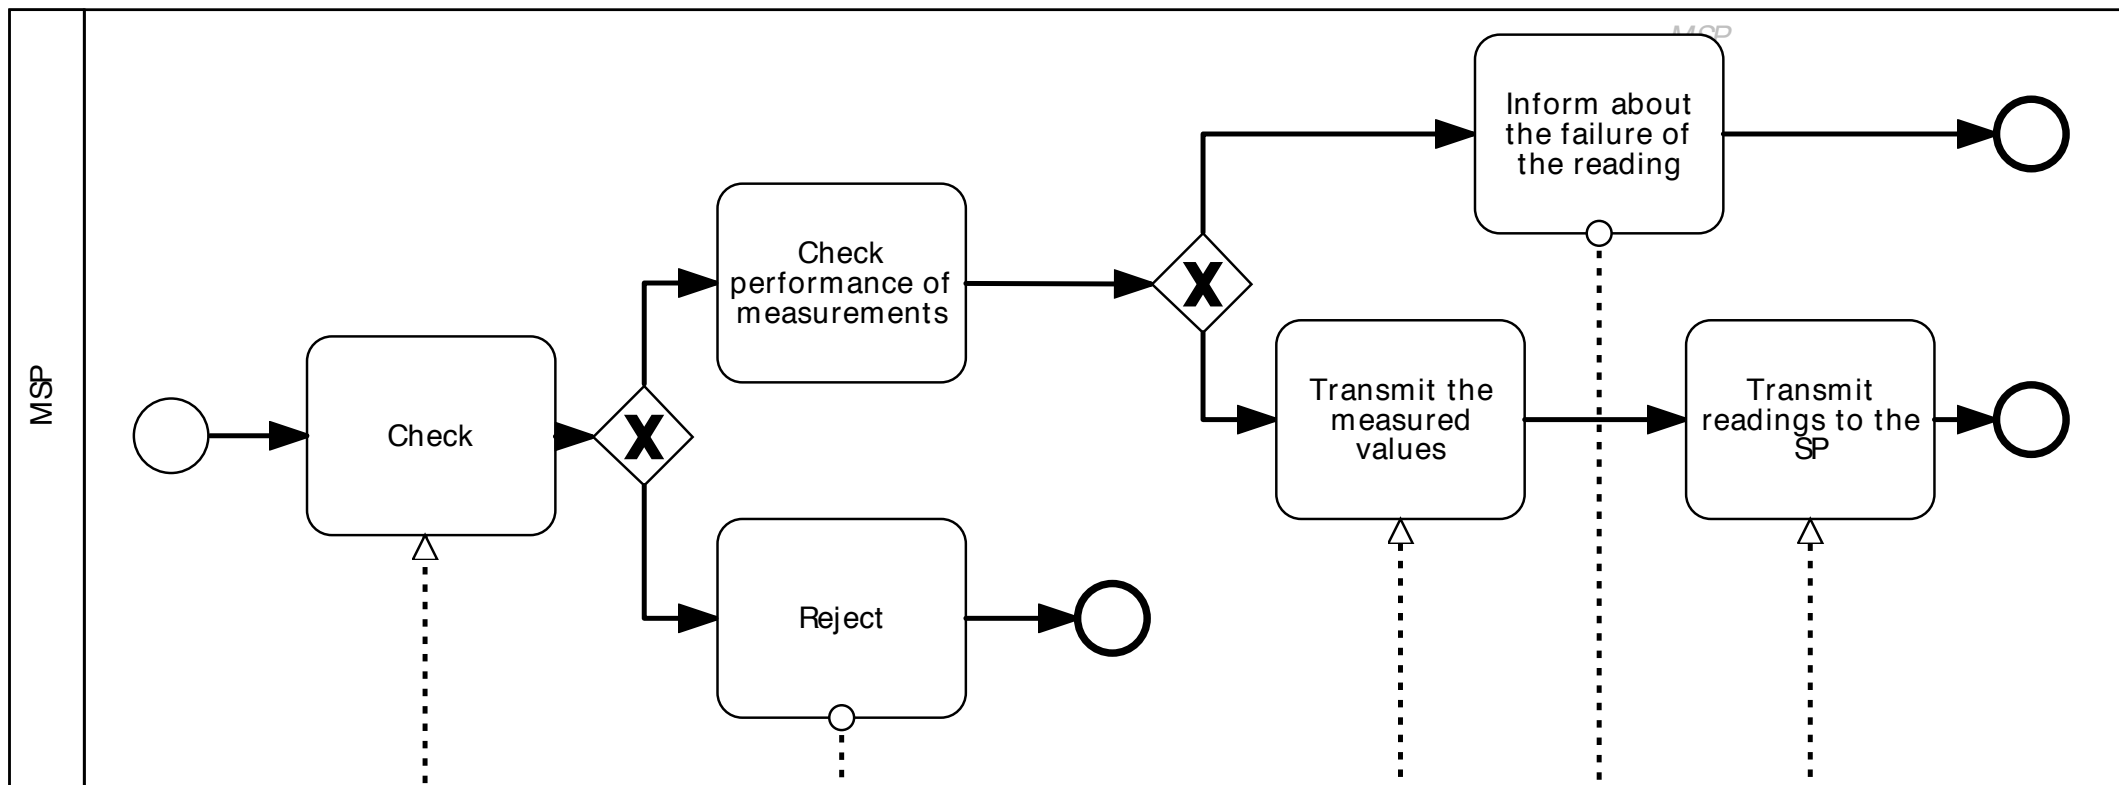 MSP
MSP
Inform about
the failure of
the reading
Check
performance of
measurements
Check
Transmit the
measured
values
Transmit
readings to the
SP
Reject